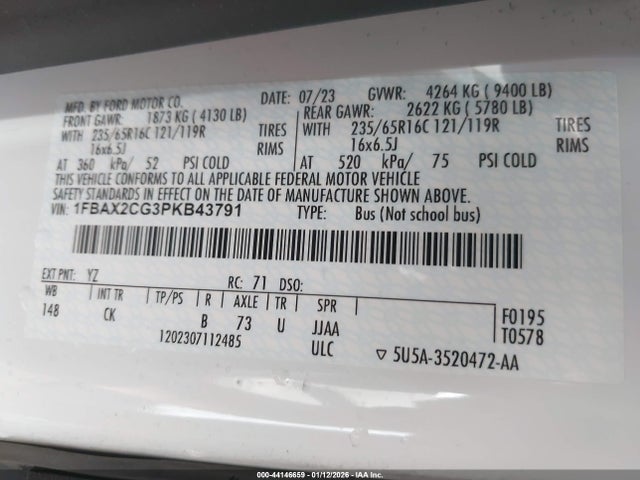 MFD. BY FORD MOTOR CO. DATE: 07/23 GVWR: 4264 KG ( 9400 LB)
FRONT GAWR: 1873 KG ( 4130 LB) REAR GAWR: 2622 KG ( 5780 LB)
WITH 235/65R16C 121/119R TIRES WITH 235/65R16C 121/119R TIRES
16x6.5J RIMS 16x6.5J RIMS
AT 360 kPa/ 52 PSI COLD AT 520 kPa/ 75 PSI COLD
THIS VEHICLE CONFORMS TO ALL APPLICABLE FEDERAL MOTOR VEHICLE
SAFETY STANDARDS IN EFFECT ON THE DATE OF MANUFACTURE SHOWN ABOVE.
VIN: 1FBAX2CG3PKB43791 TYPE: Bus (Not school bus)
EXT PNT: YZ RC: 71 DSO:
WB INT TR TP/PS R AXLE TR SPR F0195
148 CK B 73 U JJAA T0578
1202307112485 ULC ▽ 5U5A-3520472-AA
000-44146659 - 01/12/2026 - IAA Inc.